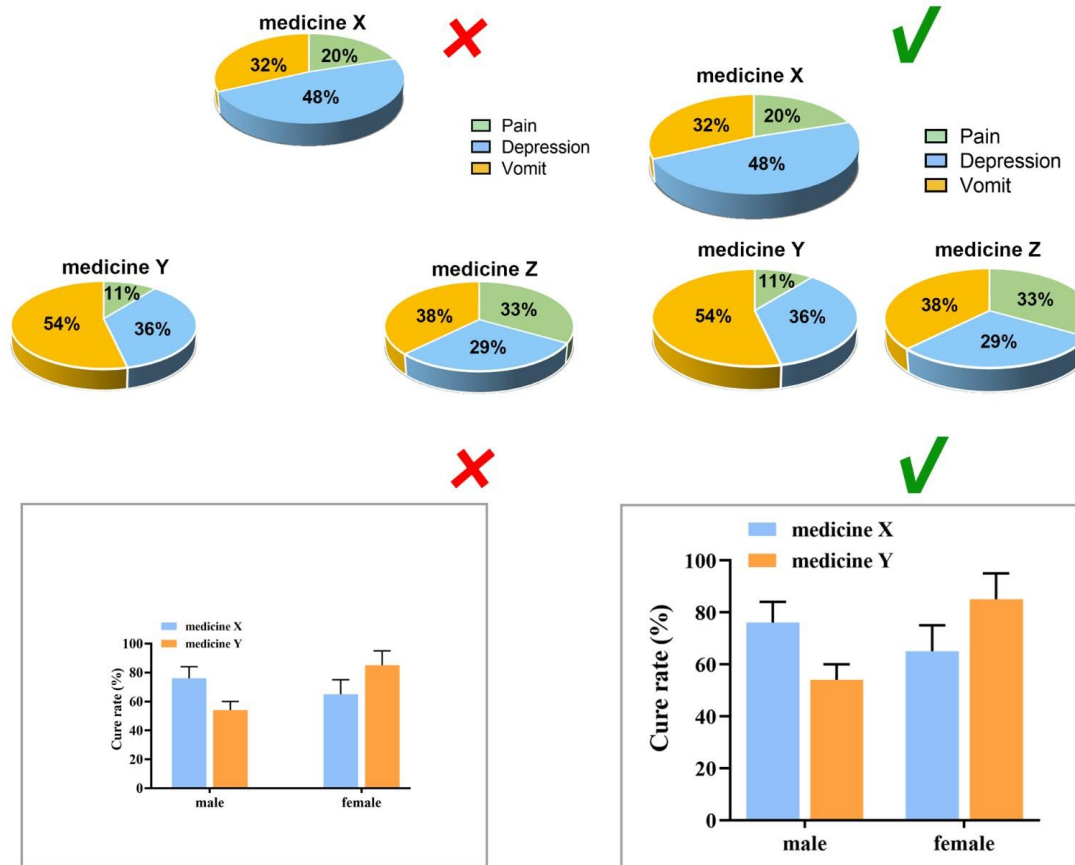 medicine X
32%
20%
48%
Pain
Depression
Vomit
medicine Y
11%
54%
36%
medicine Z
38%
33%
29%
medicine X
32%
20%
48%
Pain
Depression
Vomit
medicine Y
11%
54%
36%
medicine Z
38%
33%
29%
medicine X
medicine Y
Cure rate (%)
100
80
60
40
20
0
male
female
medicine X
medicine Y
Cure rate (%)
100
80
60
40
20
0
male
female